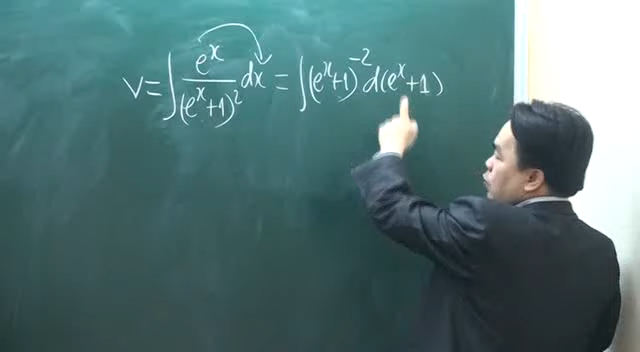 v=∫ e^x/(e^x+1)^2 dx = ∫(e^x+1)^-2 d(e^x+1)